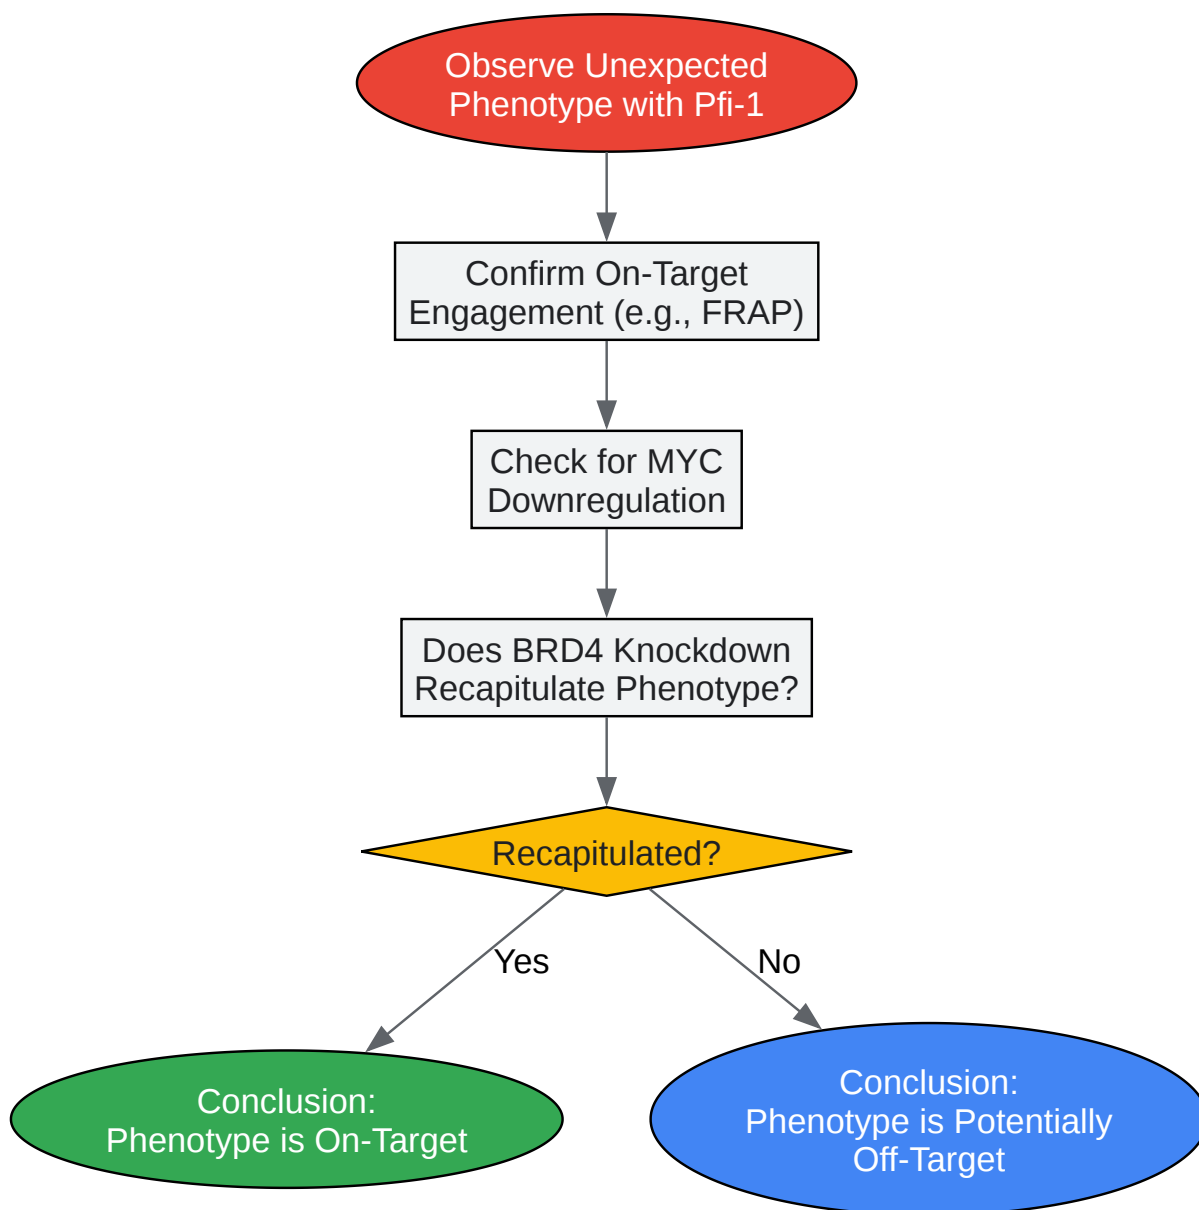 Observe Unexpected
Phenotype with Pfi-1
Confirm On-Target
Engagement (e.g., FRAP)
Check for MYC
Downregulation
Does BRD4 Knockdown
Recapitulate Phenotype?
Recapitulated?
Yes
No
Conclusion:
Phenotype is On-Target
Conclusion:
Phenotype is Potentially
Off-Target